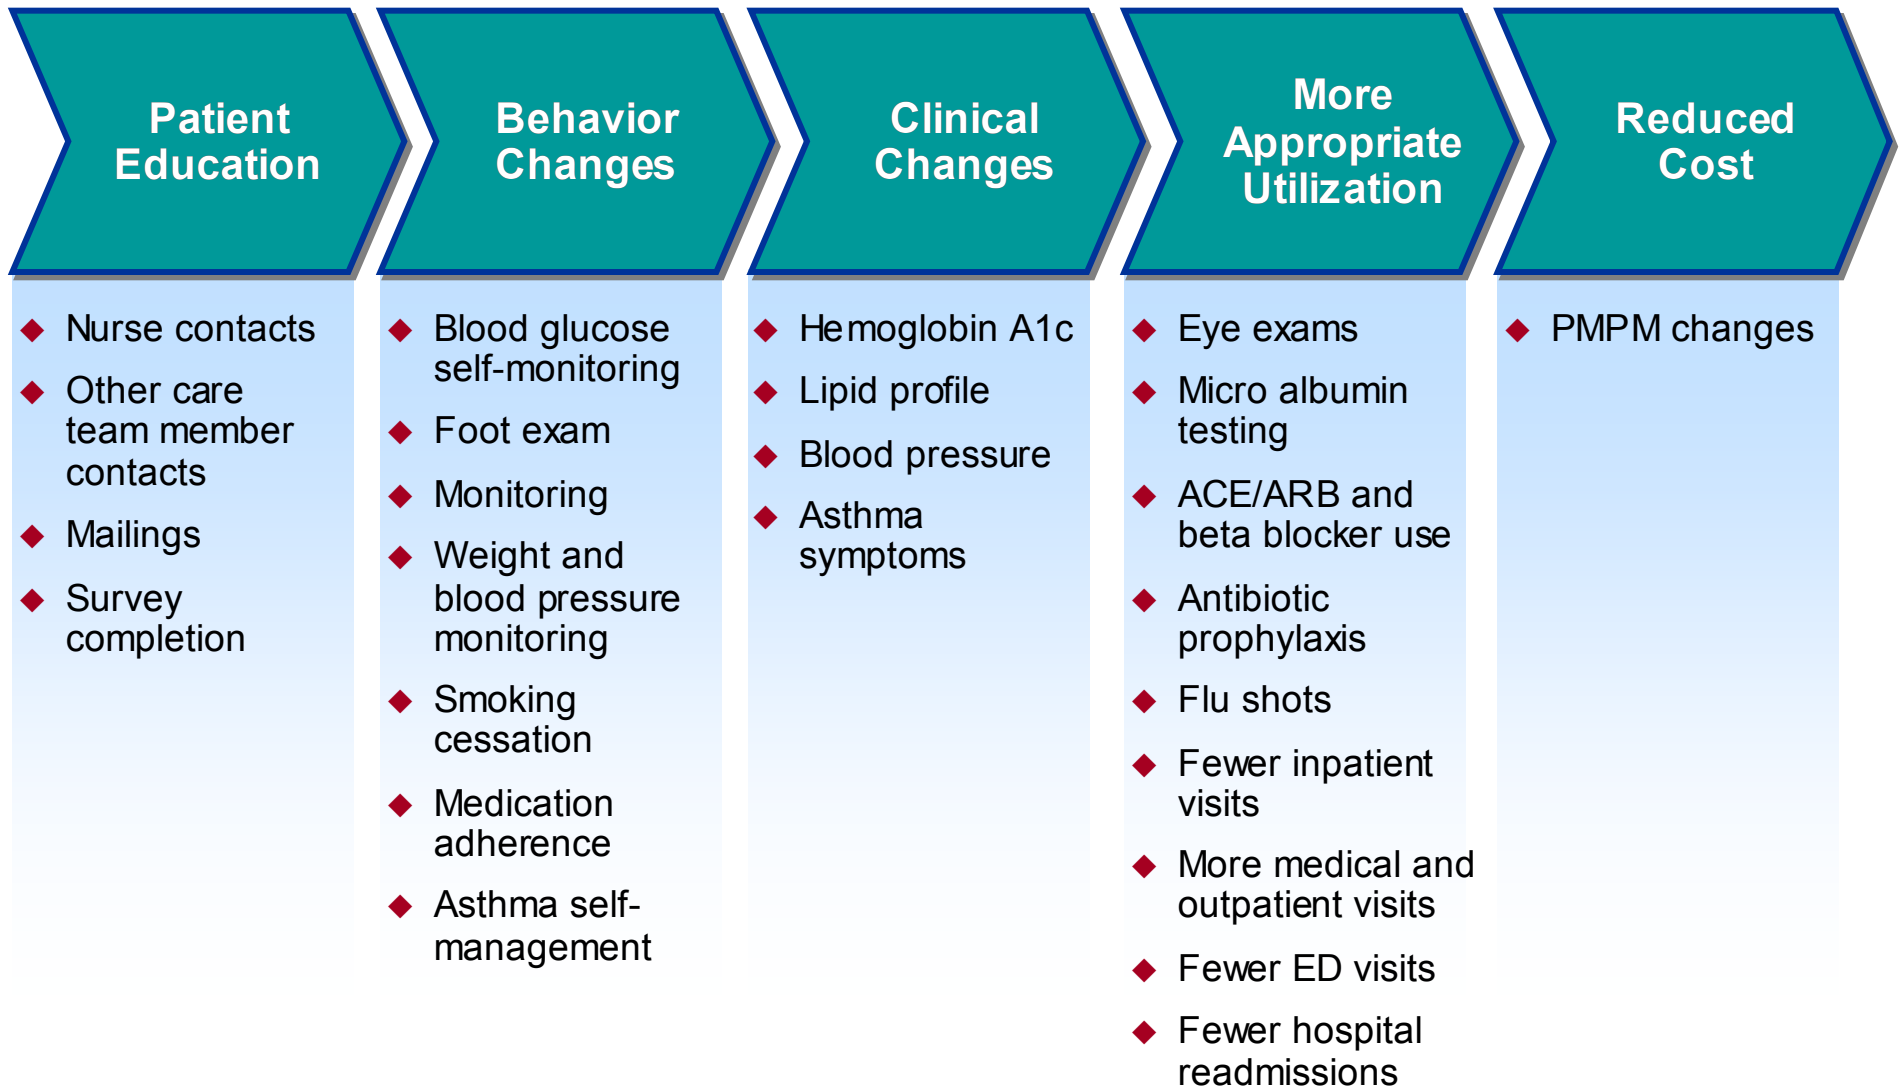 Patient
Education
Nurse contacts
Other care
team member
contacts
Mailings
Survey
completion
Behavior
Changes
Blood glucose
self-monitoring
Foot exam
Monitoring
Weight and
blood pressure
monitoring
Smoking
cessation
Medication
adherence
Asthma self-
management
Clinical
Changes
Hemoglobin A1c
Lipid profile
Blood pressure
Asthma
symptoms
More
Appropriate
Utilization
Eye exams
Micro albumin
testing
ACE/ARB and
beta blocker use
Antibiotic
prophylaxis
Flu shots
Fewer inpatient
visits
More medical and
outpatient visits
Fewer ED visits
Fewer hospital
readmissions
Reduced
Cost
PMPM changes